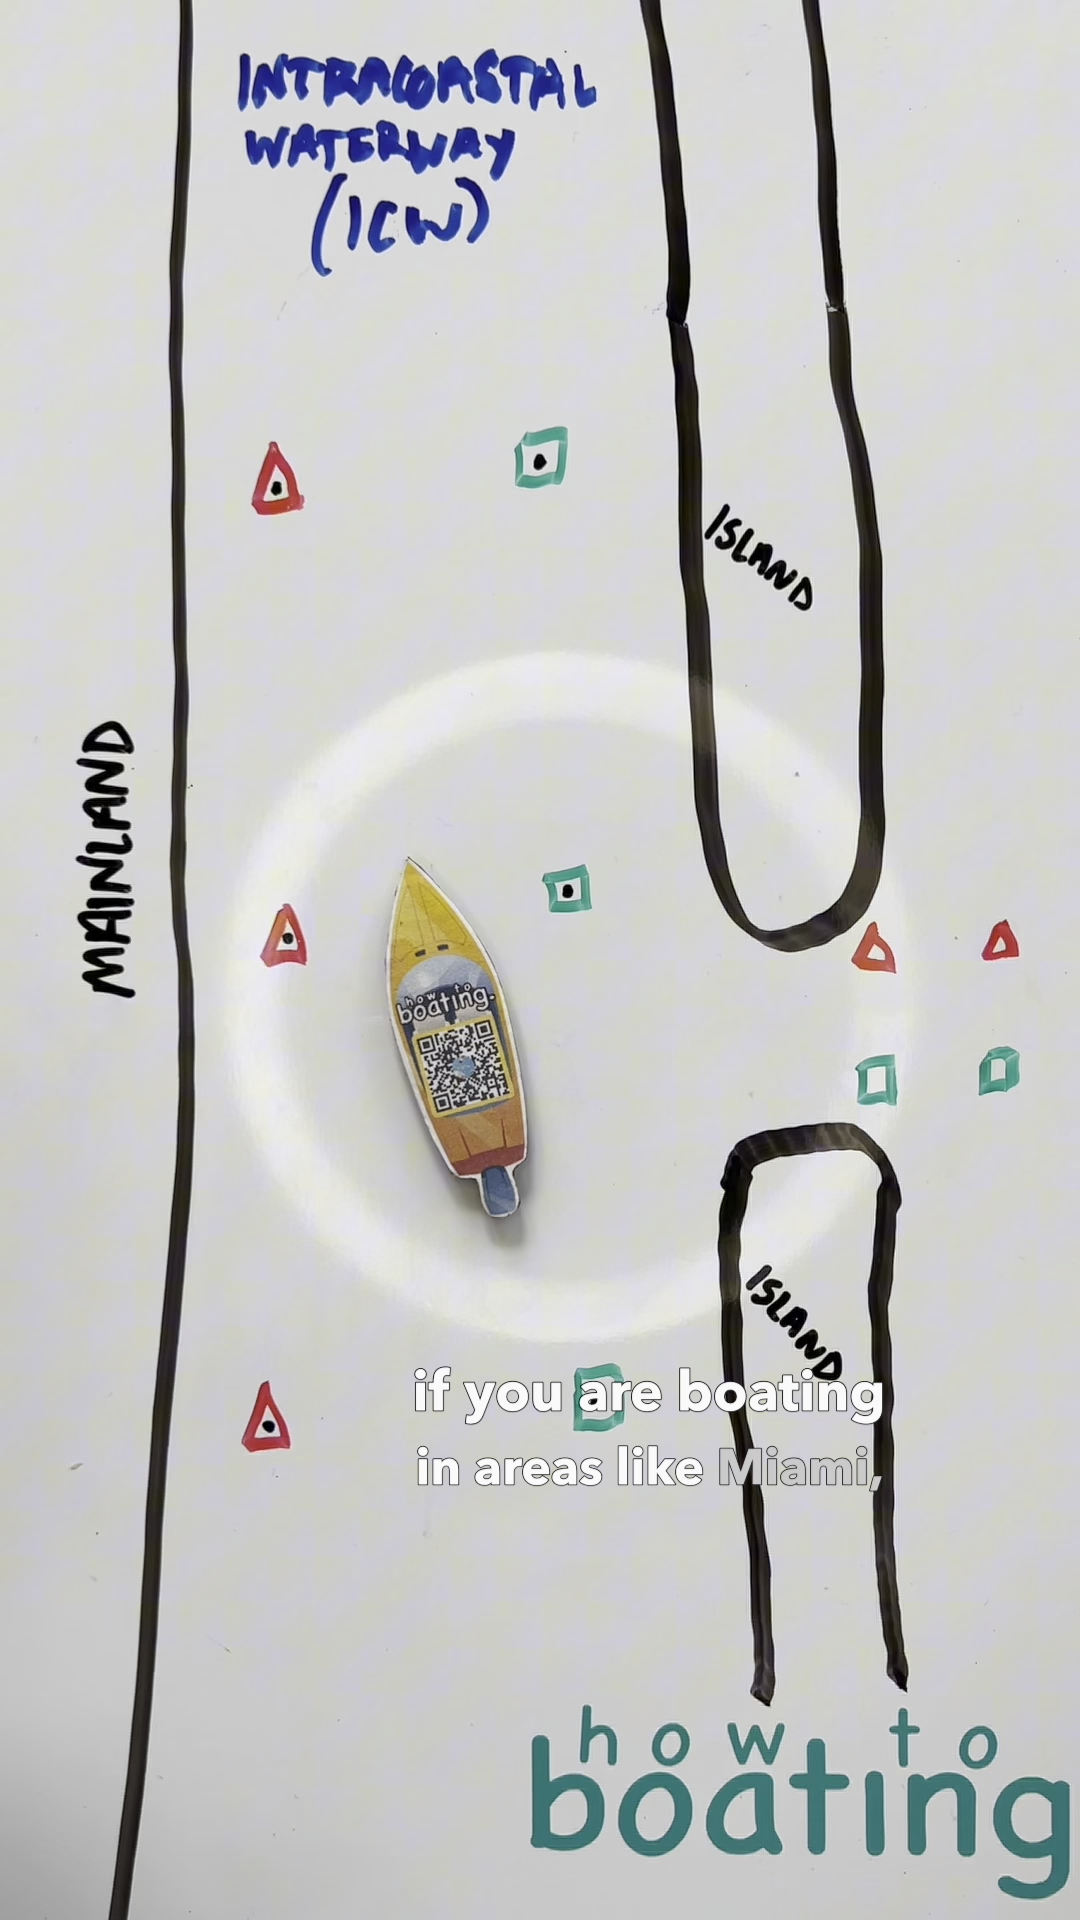 INTRACOASTAL
WATERWAY
(ICW)
ISLAND
MAINLAND
how to
boating.
ISLAND
if you are boating
in areas like Miami,
how to
boating